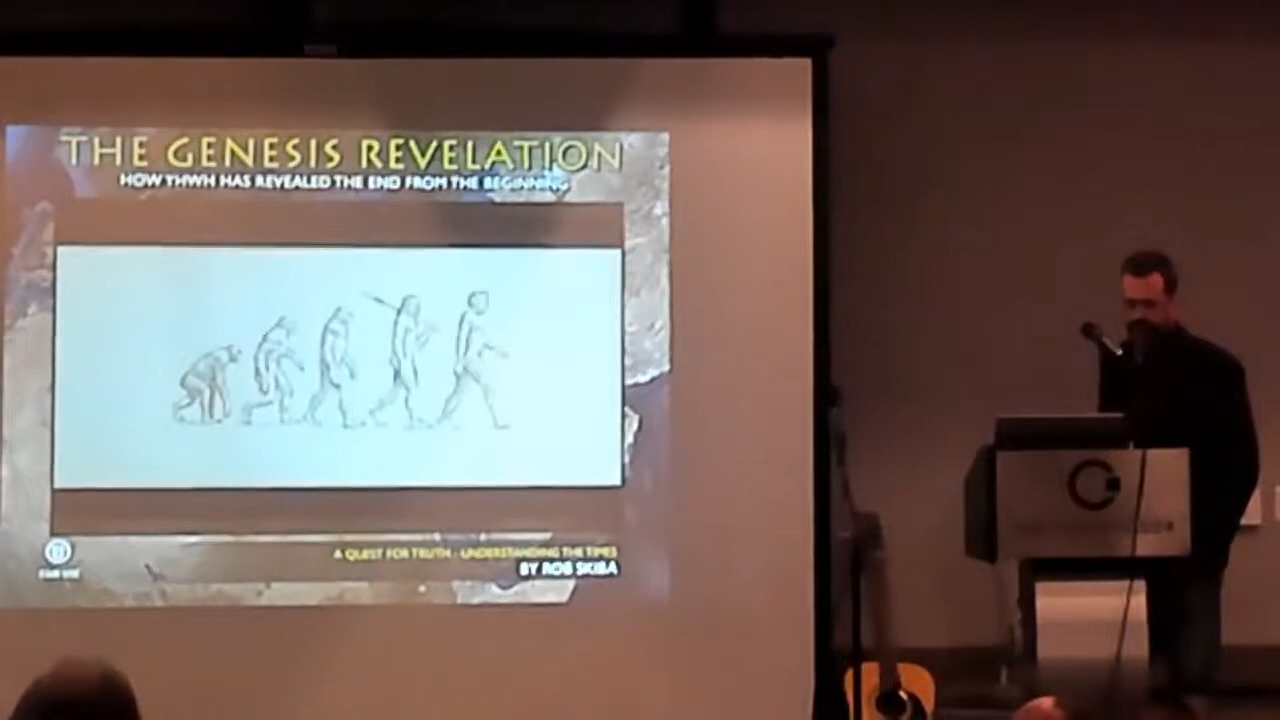 THE GENESIS REVELATION
HOW YHWH HAS REVEALED THE END FROM THE BEGINNING
A QUEST FOR TRUTH - UNDERSTANDING THE TIMES
BY ROB SKIBA